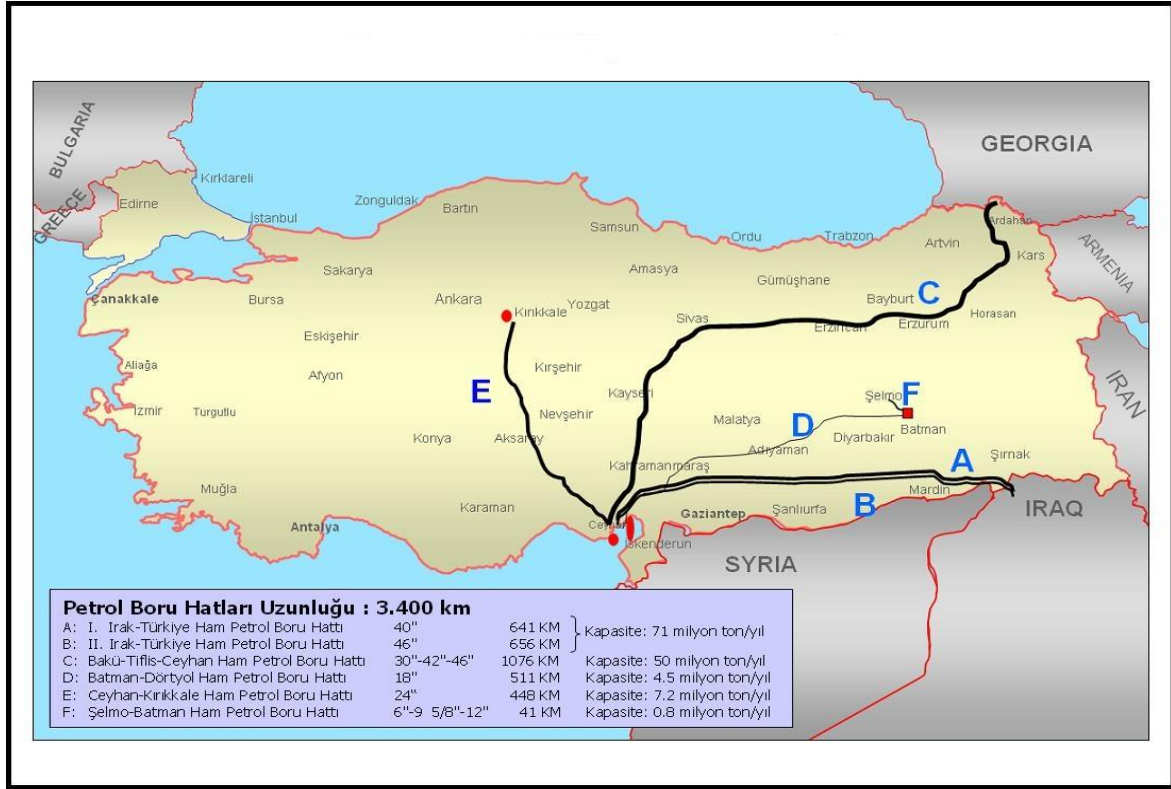 BULGARIA
GREECE
GEORGIA
ARMENIA
IRAN
IRAQ
SYRIA
Kırklareli
Edirne
İstanbul
Zonguldak
Bartın
Samsun
Ordu
Trabzon
Artvin
Ardahan
Kars
Sakarya
Amasya
Gümüşhane
Çanakkale
Bursa
Ankara
Kırıkkale
Yozgat
Sivas
Bayburt
C
Erzincan
Erzurum
Horasan
Eskişehir
Aliağa
Afyon
Kırşehir
Kayseri
E
Şelmo
F
İzmir
Turgutlu
Nevşehir
Malatya
D
Batman
Konya
Aksaray
Adıyaman
Diyarbakır
Şırnak
A
Kahramanmaraş
Muğla
Karaman
Mardin
B
Antalya
Ceyhan
Gaziantep
Şanlıurfa
İskenderun
Petrol Boru Hatları Uzunluğu : 3.400 km
A: I. Irak-Türkiye Ham Petrol Boru Hattı 40" 641 KM
Kapasite: 71 milyon ton/yıl
B: II. Irak-Türkiye Ham Petrol Boru Hattı 46" 656 KM
C: Bakü-Tiflis-Ceyhan Ham Petrol Boru Hattı 30"-42"-46" 1076 KM Kapasite: 50 milyon ton/yıl
D: Batman-Dörtyol Ham Petrol Boru Hattı 18" 511 KM Kapasite: 4.5 milyon ton/yıl
E: Ceyhan-Kırıkkale Ham Petrol Boru Hattı 24" 448 KM Kapasite: 7.2 milyon ton/yıl
F: Şelmo-Batman Ham Petrol Boru Hattı 6"-9 5/8"-12" 41 KM Kapasite: 0.8 milyon ton/yıl